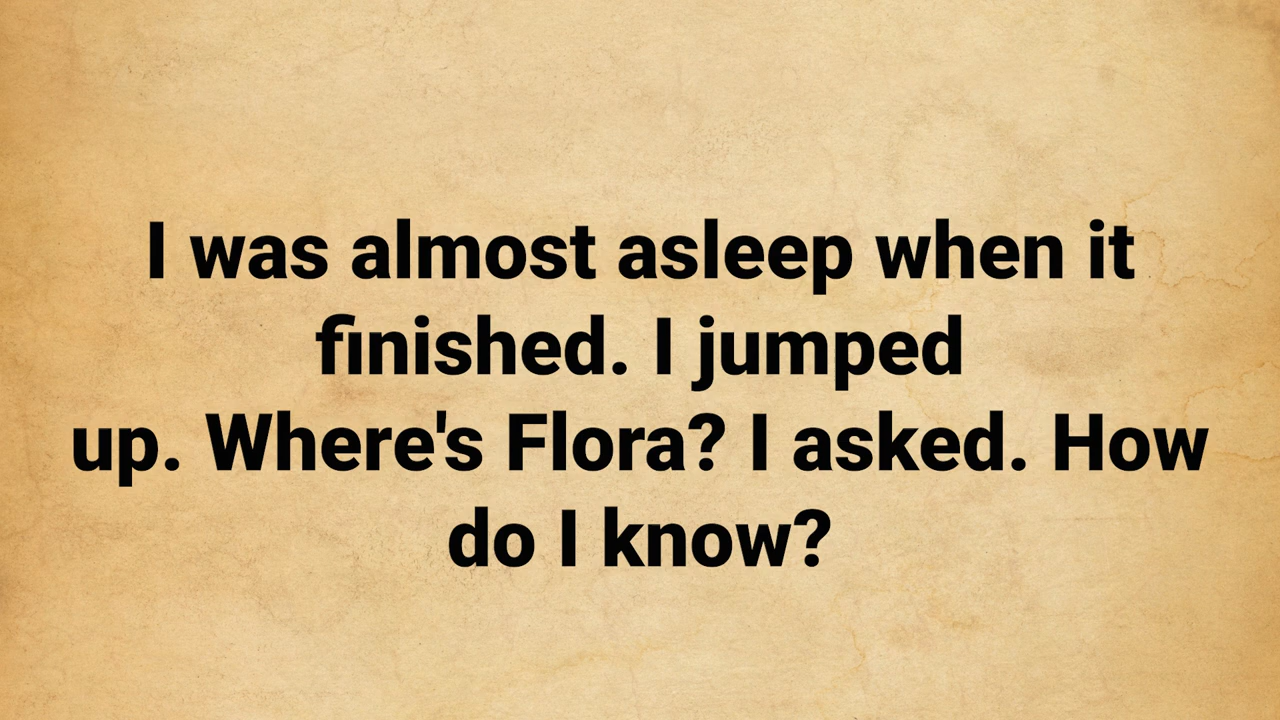 I was almost asleep when it
finished. I jumped
up. Where's Flora? I asked. How
do I know?